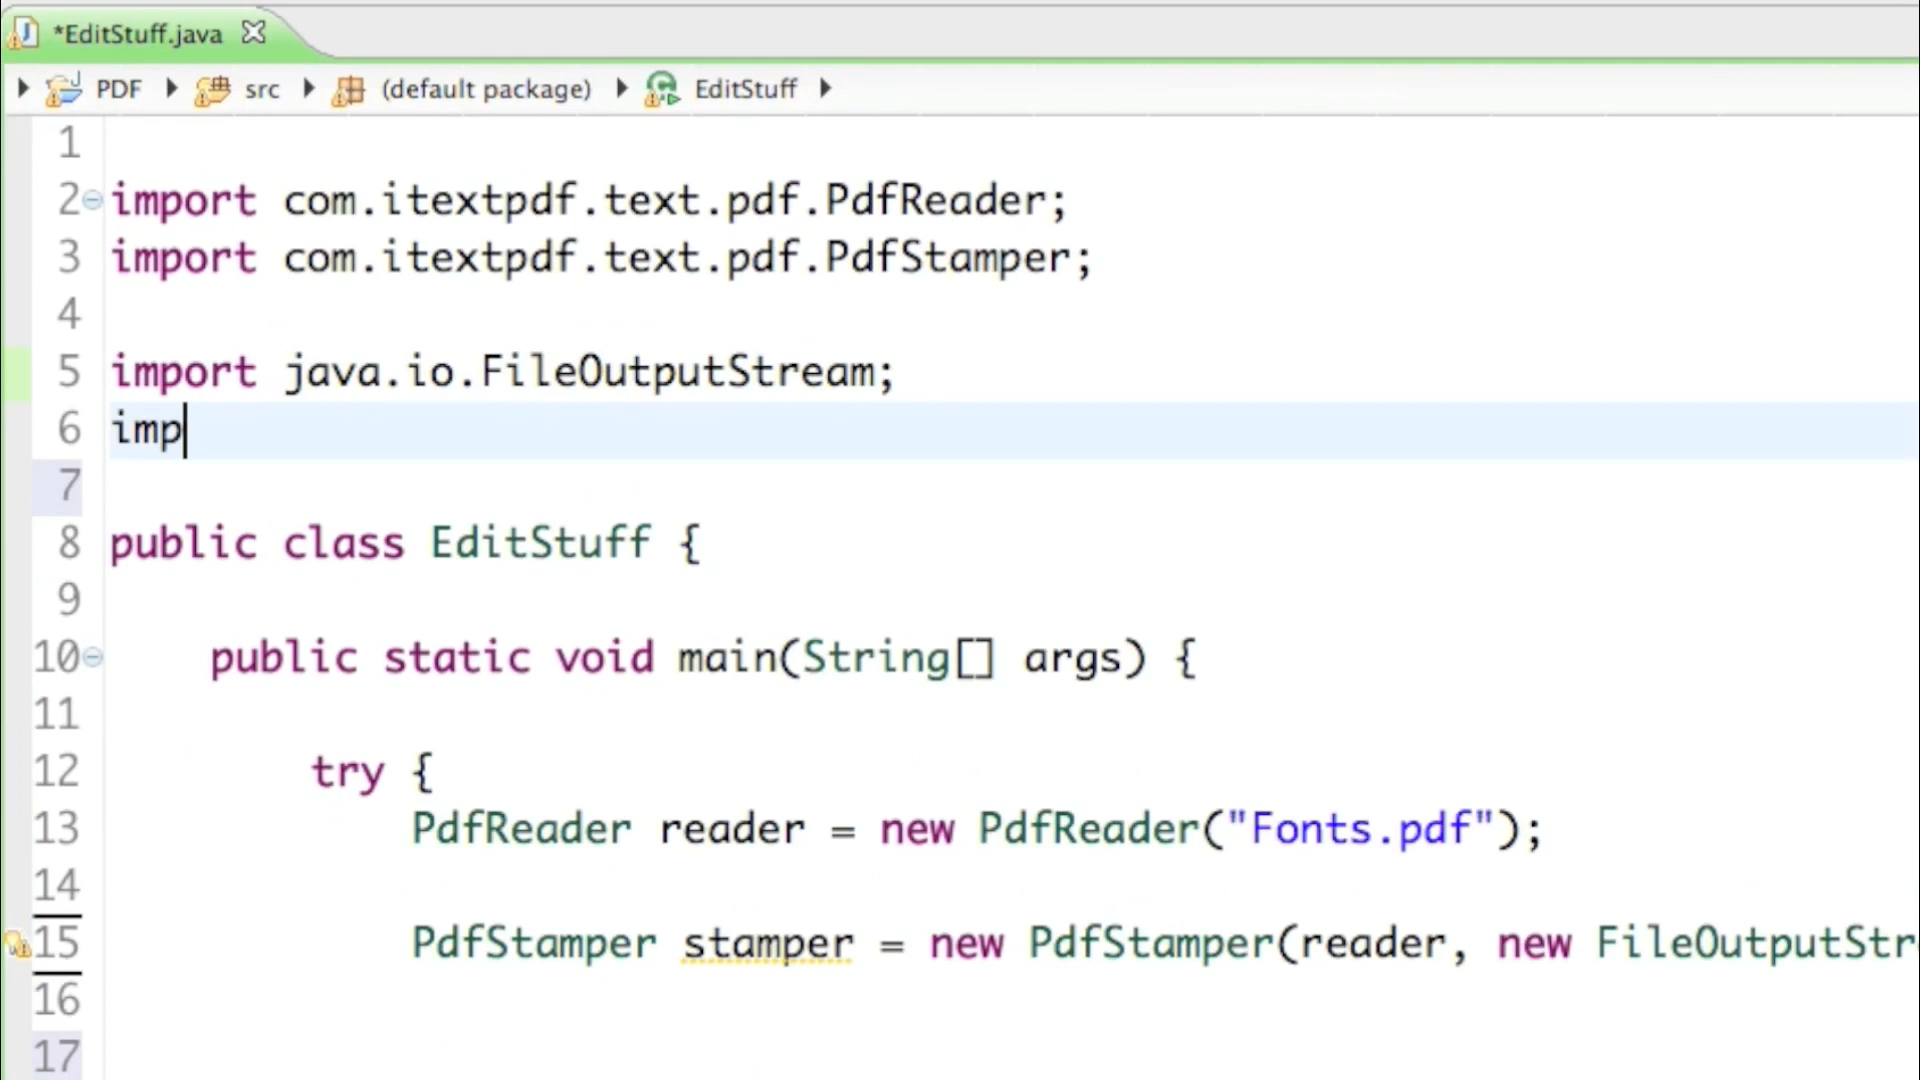 *EditStuff.java
PDF src (default package) EditStuff
1
2 import com.itextpdf.text.pdf.PdfReader;
3 import com.itextpdf.text.pdf.PdfStamper;
4
5 import java.io.FileOutputStream;
6 imp
7
8 public class EditStuff {
9
10 public static void main(String[] args) {
11
12 try {
13 PdfReader reader = new PdfReader("Fonts.pdf");
14
15 PdfStamper stamper = new PdfStamper(reader, new FileOutputStr
16
17